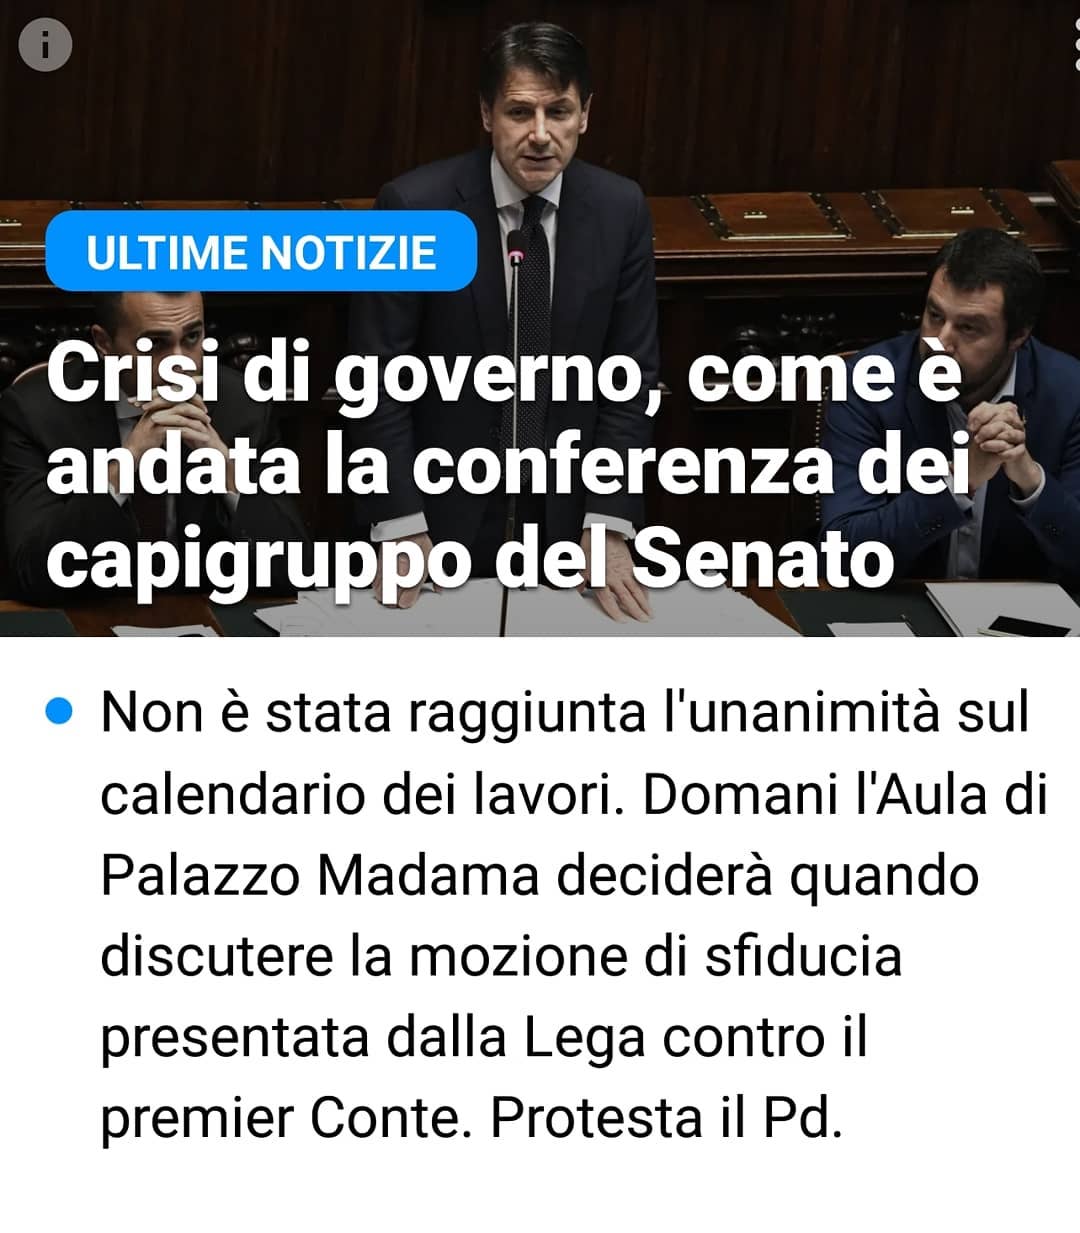 ULTIME NOTIZIE
Crisi di governo, come è
andata la conferenza dei
capigruppo del Senato
Non è stata raggiunta l'unanimità sul
calendario dei lavori. Domani l'Aula di
Palazzo Madama deciderà quando
discutere la mozione di sfiducia
presentata dalla Lega contro il
premier Conte. Protesta il Pd.